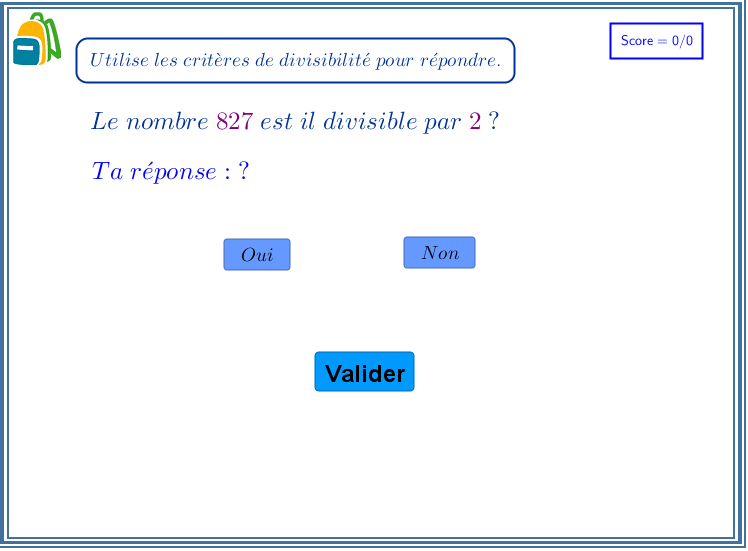 Utilise les critères de divisibilité pour répondre.
Score = 0/0
Le nombre 827 est il divisible par 2 ?
Ta réponse : ?
Oui
Non
Valider